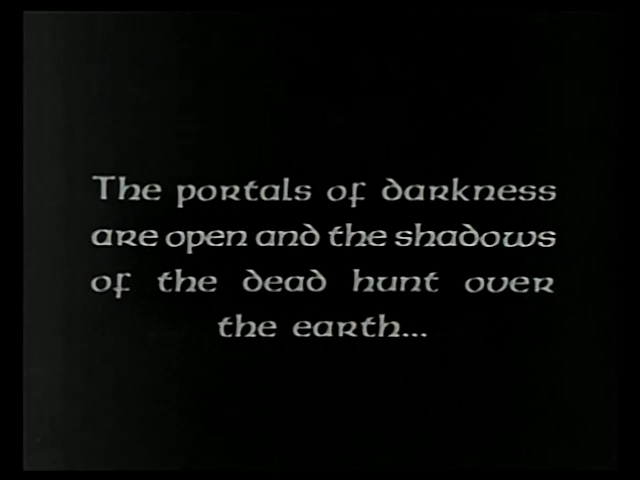 The portals of darkness
are open and the shadows
of the dead hunt over
the earth...